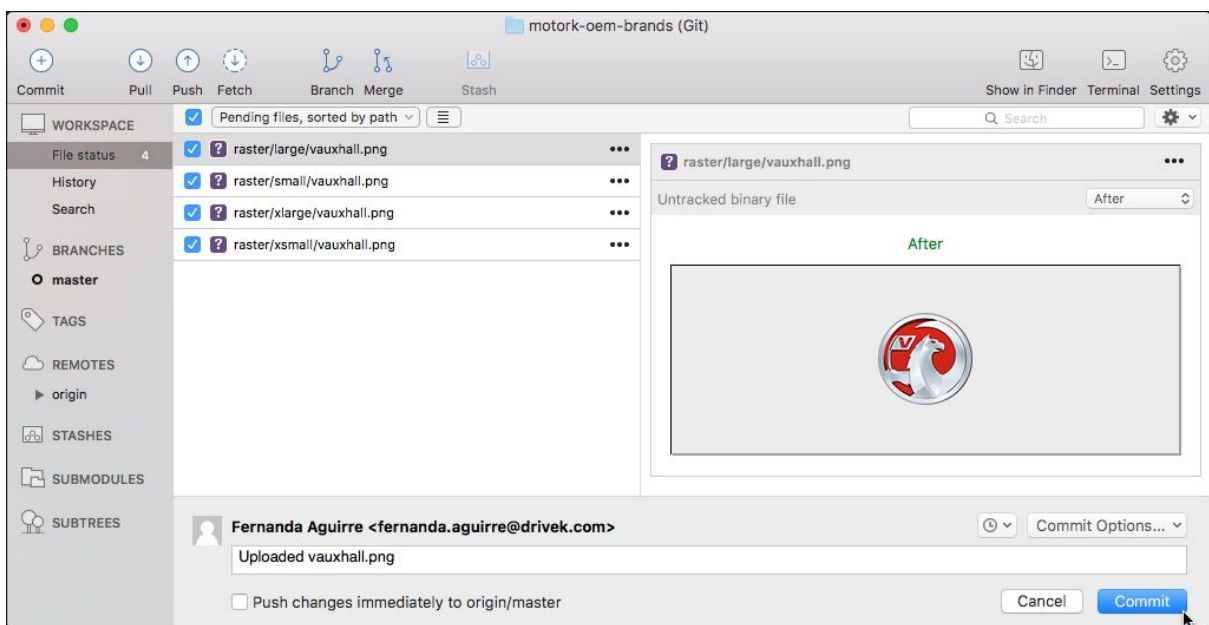 motork-oem-brands (Git)
Commit Pull Push Fetch Branch Merge Stash Show in Finder Terminal Settings
WORKSPACE
File status 4
History
Search
BRANCHES
master
TAGS
REMOTES
origin
STASHES
SUBMODULES
SUBTREES
Pending files, sorted by path
Search
? raster/large/vauxhall.png
? raster/small/vauxhall.png
? raster/xlarge/vauxhall.png
? raster/xsmall/vauxhall.png
? raster/large/vauxhall.png
Untracked binary file After
After
V
Fernanda Aguirre <fernanda.aguirre@drivek.com>
Commit Options...
Uploaded vauxhall.png
Push changes immediately to origin/master
Cancel Commit